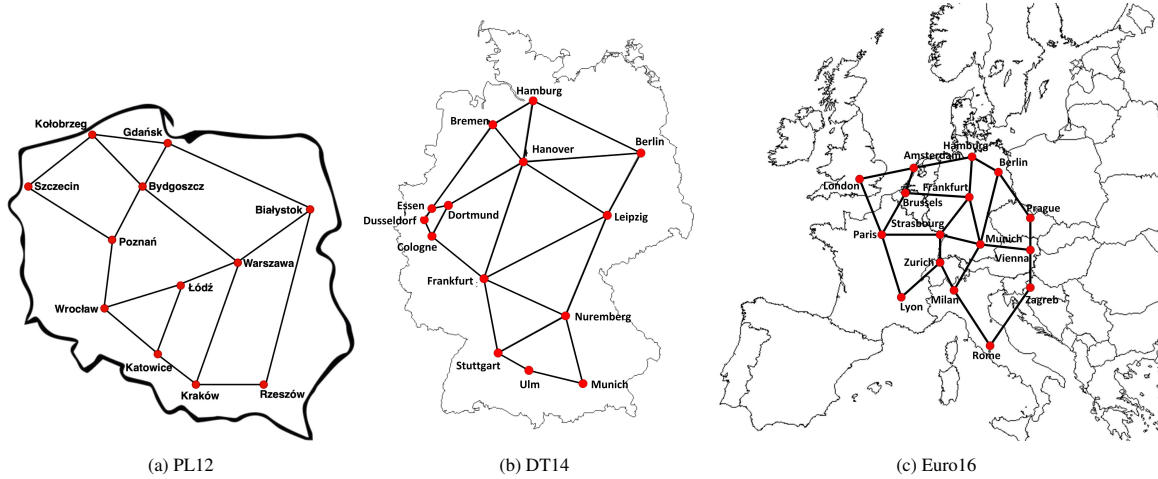 Kołobrzeg
Gdańsk
Szczecin
Bydgoszcz
Białystok
Poznań
Warszawa
Łódź
Wrocław
Katowice
Kraków
Rzeszów
(a) PL12
Hamburg
Bremen
Hanover
Berlin
Essen
Dortmund
Dusseldorf
Leipzig
Cologne
Frankfurt
Nuremberg
Stuttgart
Ulm
Munich
(b) DT14
Hamburg
Amsterdam
Berlin
London
Frankfurt
Brussels
Prague
Strasbourg
Paris
Munich
Vienna
Zurich
Milan
Zagreb
Lyon
Rome
(c) Euro16